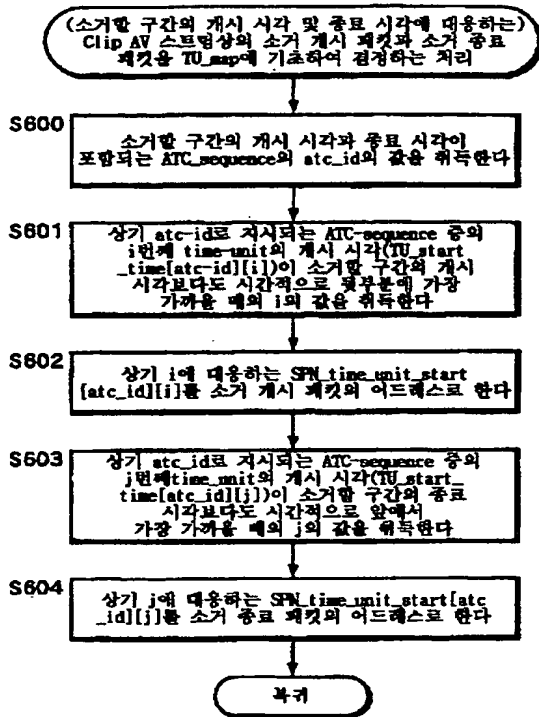 (소거할 구간의 개시 시각 및 종료 시각에 대응하는)
Clip AV 스트림상의 소거 개시 패킷과 소거 종료
패킷을 TU_map에 기초하여 결정하는 처리
S600
소거할 구간의 개시 시각과 종료 시각이
포함되는 ATC_sequence의 atc_id의 값을 취득한다
S601
상기 atc-id로 지시되는 ATC-sequence 중의
i번째 time-unit의 개시 시각(TU_start
_time[atc-id][i])이 소거할 구간의 개시
시각보다도 시간적으로 뒷부분에 가장
가까울 때의 i의 값을 취득한다
S602
상기 i에 대응하는 SPN_time_unit_start
[atc_id][i]를 소거 개시 패킷의 어드레스로 한다
S603
상기 atc_id로 지시되는 ATC-sequence 중의
j번째time_unit의 개시 시각(TU_start_
time[atc_id][j])이 소거할 구간의 종료
시각보다도 시간적으로 앞에서
가장 가까울 때의 j의 값을 취득한다
S604
상기 j에 대응하는 SPN_time_unit_start[atc
_id][j]를 소거 종료 패킷의 어드레스로 한다
복귀